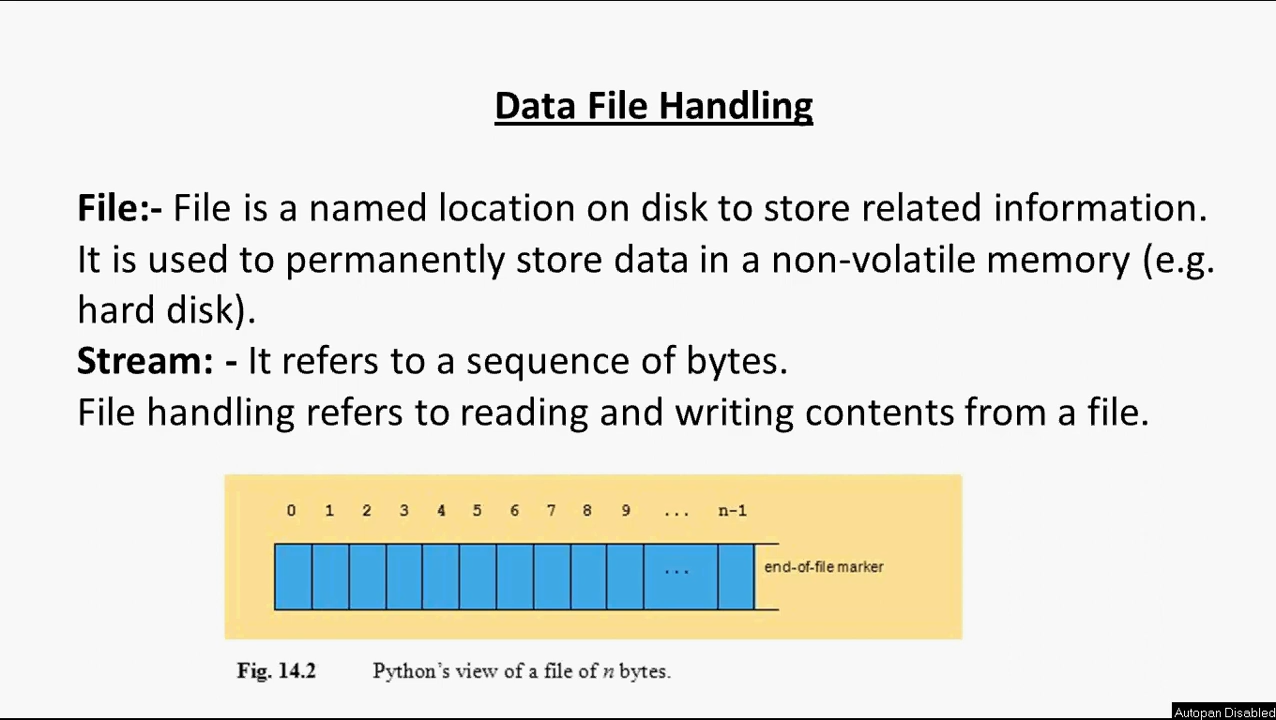 Data File Handling
File:- File is a named location on disk to store related information.
It is used to permanently store data in a non-volatile memory (e.g.
hard disk).
Stream: - It refers to a sequence of bytes.
File handling refers to reading and writing contents from a file.
0 1 2 3 4 5 6 7 8 9 ... n-1
... end-of-file marker
Fig. 14.2 Python's view of a file of n bytes.
Autopan Disabled